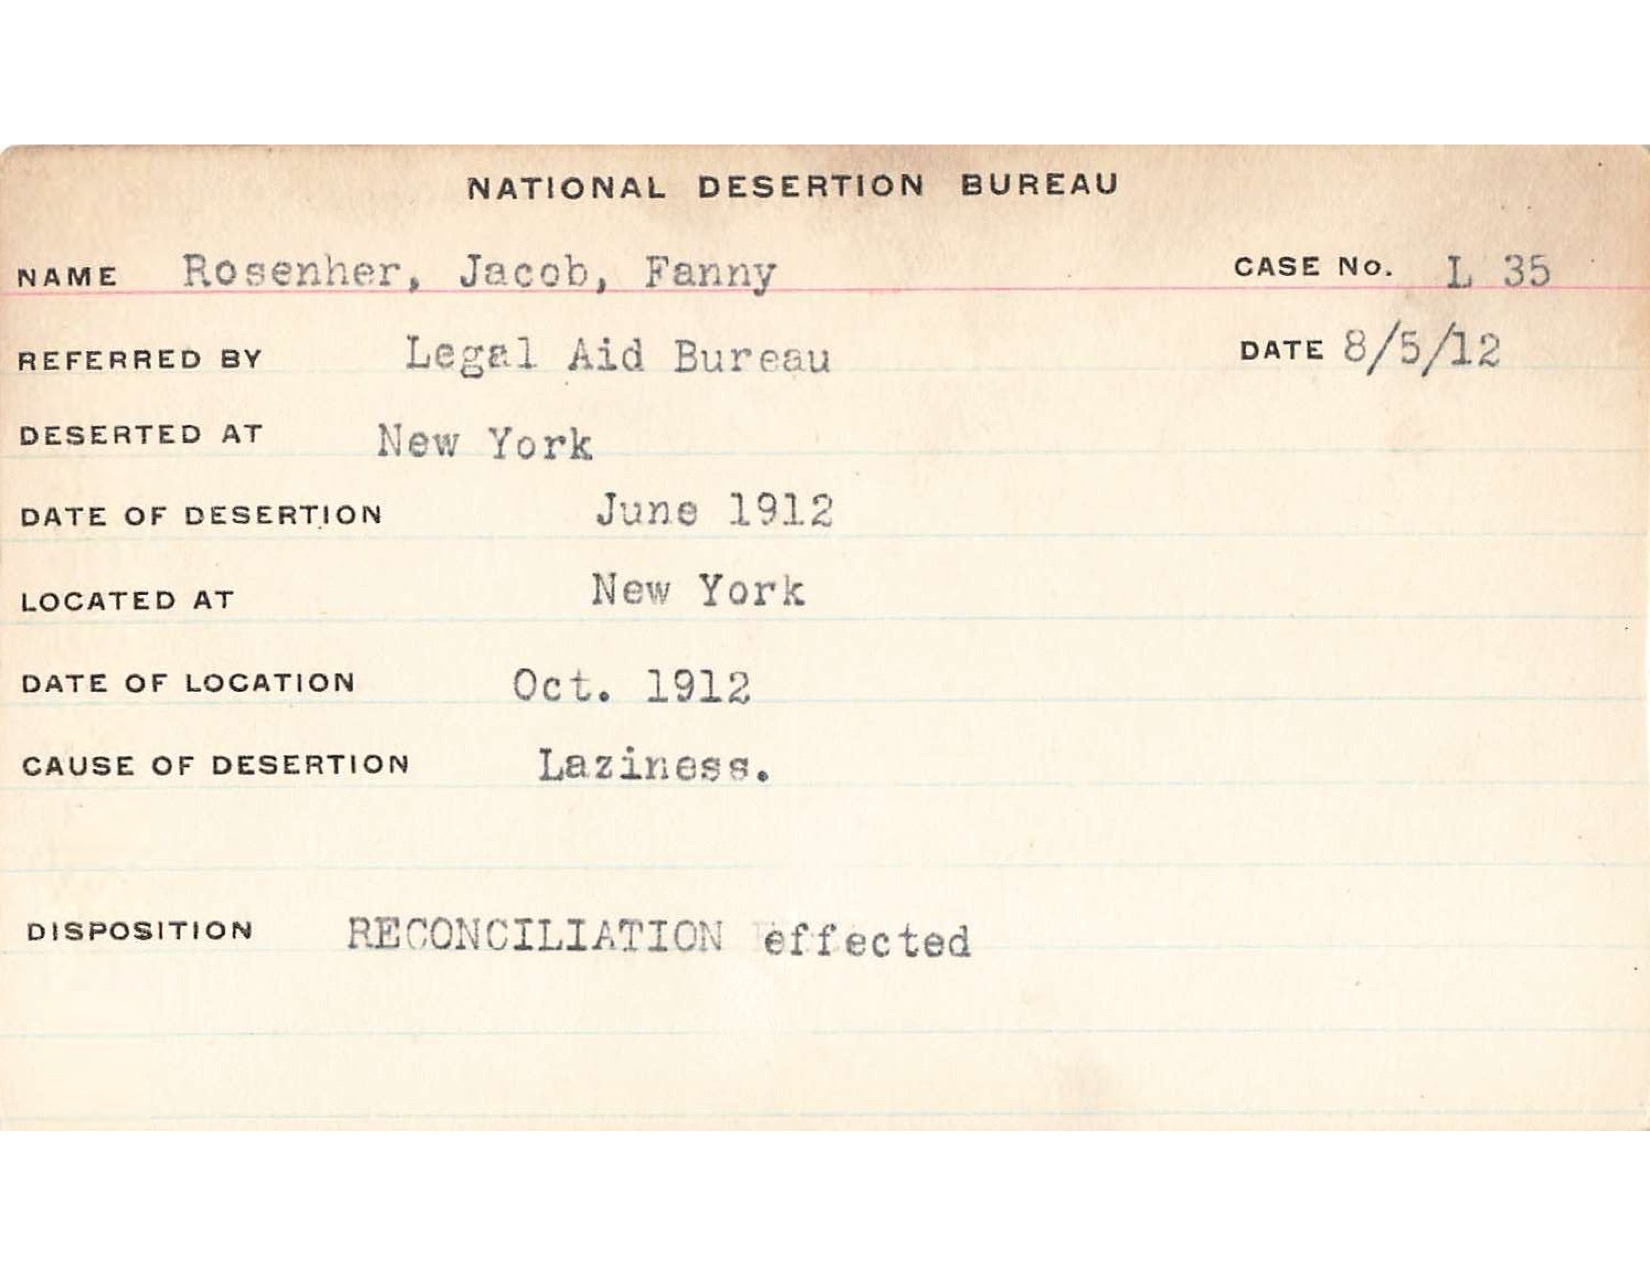 NATIONAL DESERTION BUREAU
NAME Rosenher, Jacob, Fanny CASE No. L 35
REFERRED BY Legal Aid Bureau DATE 8/5/12
DESERTED AT New York
DATE OF DESERTION June 1912
LOCATED AT New York
DATE OF LOCATION Oct. 1912
CAUSE OF DESERTION Laziness.
DISPOSITION RECONCILIATION effected